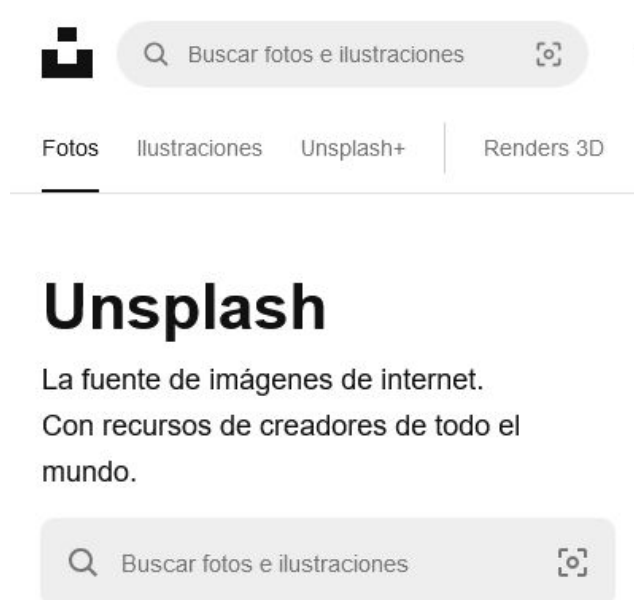 Buscar fotos e ilustraciones
Fotos Ilustraciones Unsplash+ Renders 3D
Unsplash
La fuente de imágenes de internet.
Con recursos de creadores de todo el
mundo.
Buscar fotos e ilustraciones